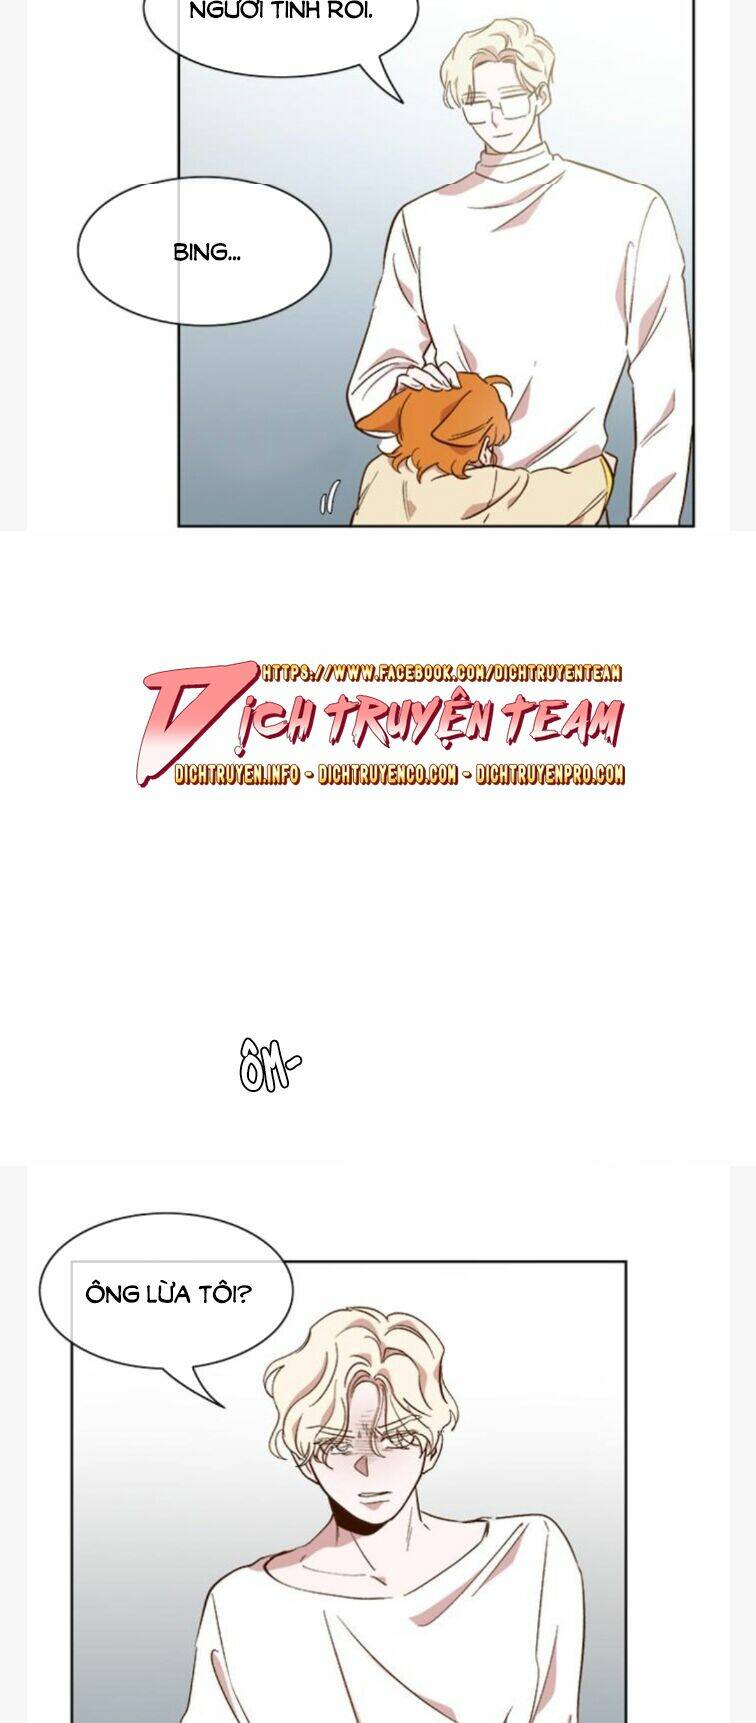 NGƯỜI TÌNH RỒI.
BING...
HTTPS://WWW.FACEBOOK.COM/DICHTRUYENTEAM
DỊCH TRUYỆN TEAM
DICHTRUYEN.INFO - DICHTRUYENCO.COM - DICHTRUYENPRO.COM
ÔM-
ÔNG LỪA TÔI?